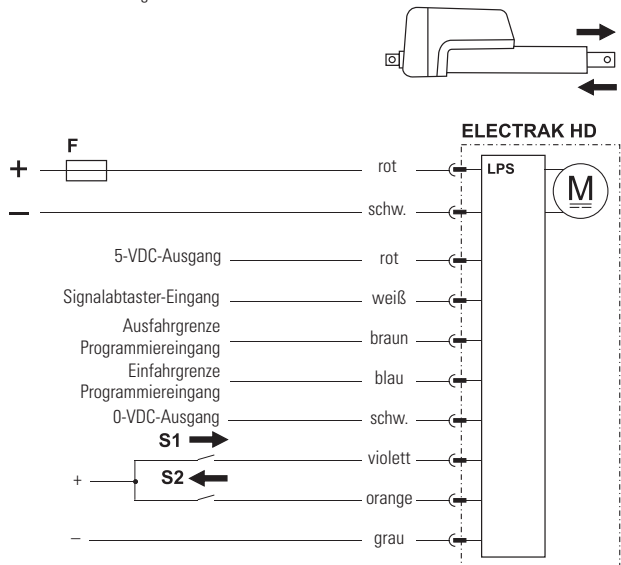 ELECTRAK HD
F
+ rot LPS
M
– schw.
5-VDC-Ausgang rot
Signalabtaster-Eingang weiß
Ausfahrgrenze
Programmiereingang braun
Einfahrgrenze
Programmiereingang blau
0-VDC-Ausgang schw.
S1
violett
+ S2
orange
– grau